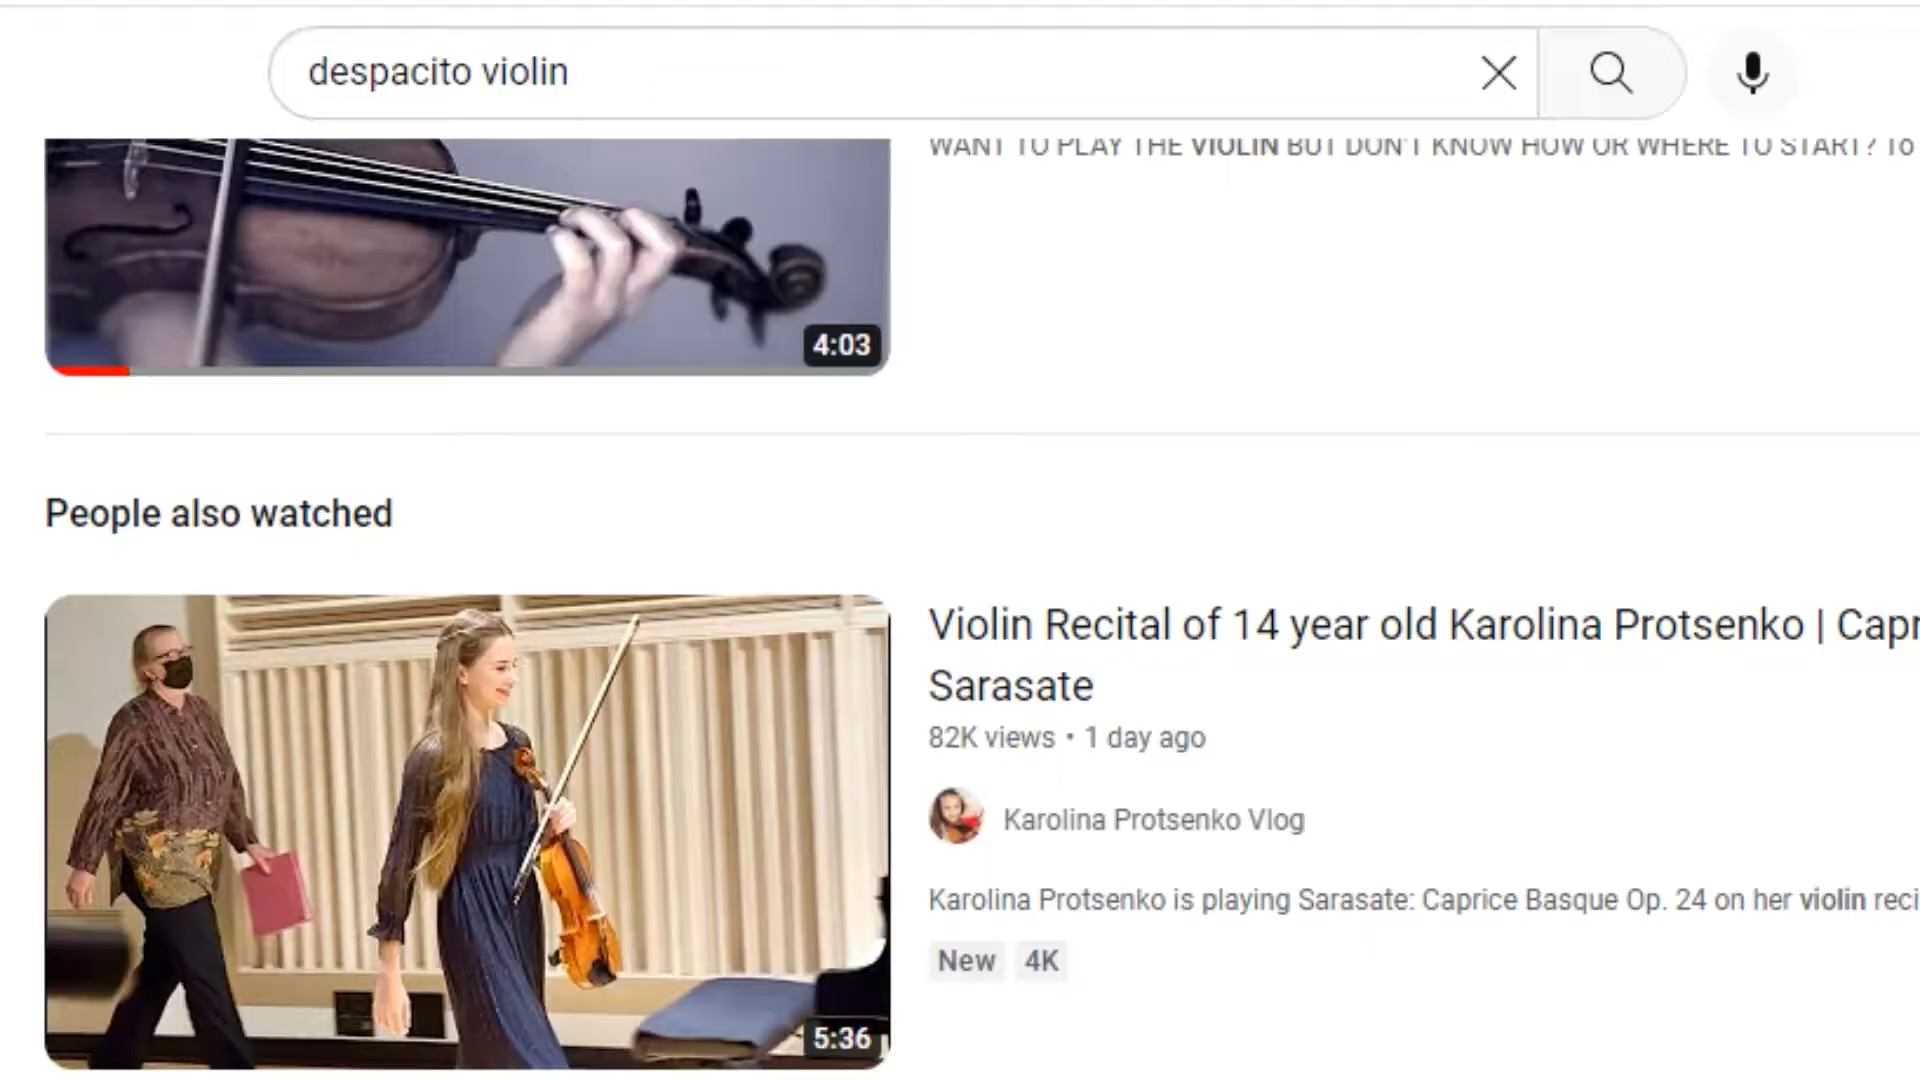 despacito violin
WANT TO PLAY THE VIOLIN BUT DON'T KNOW HOW OR WHERE TO START? To
4:03
People also watched
Violin Recital of 14 year old Karolina Protsenko | Capr
Sarasate
82K views • 1 day ago
Karolina Protsenko Vlog
Karolina Protsenko is playing Sarasate: Caprice Basque Op. 24 on her violin reci
New 4K
5:36